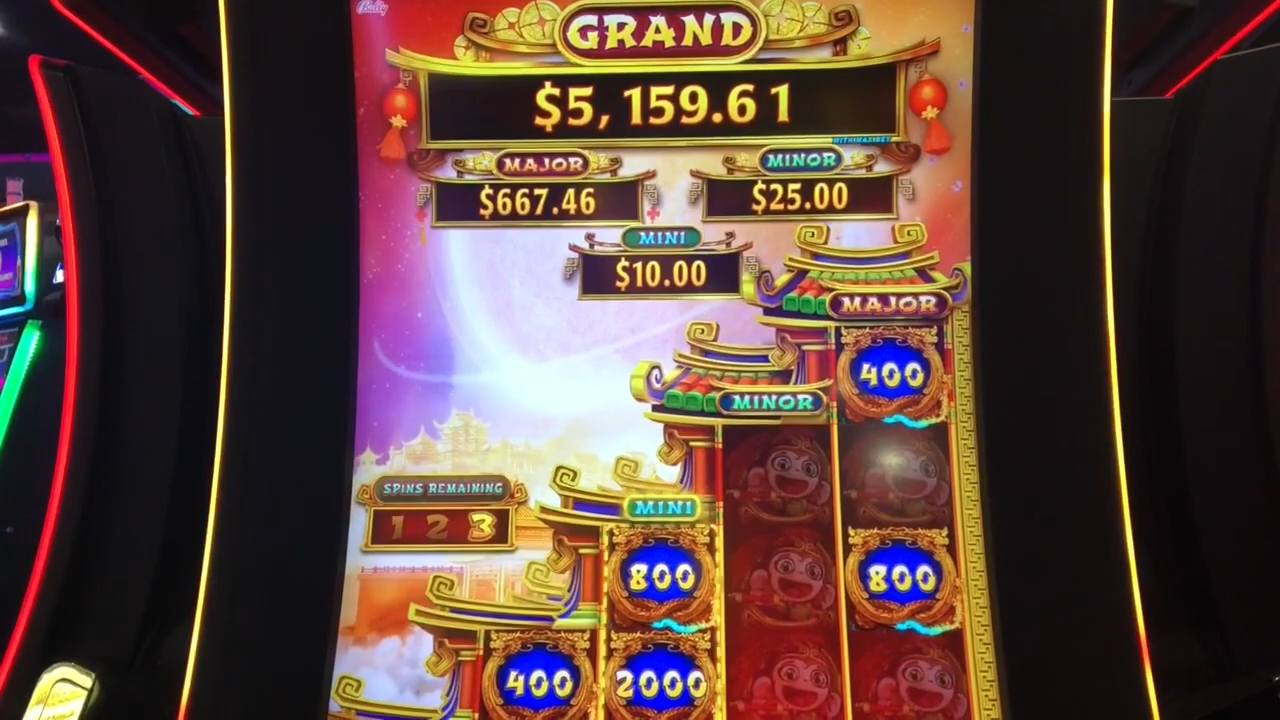 Bally
GRAND
$5,159.61
MAJOR
MINOR
$667.46
$25.00
MINI
$10.00
MAJOR
400
MINOR
SPINS REMAINING
1 2 3
MINI
800
800
400
2000